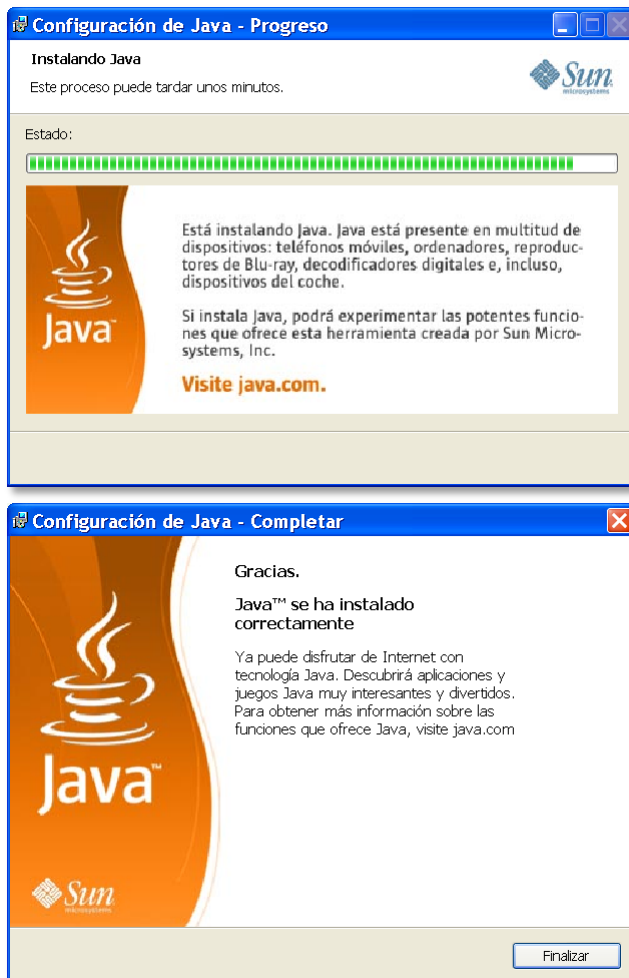 Configuración de Java - Progreso
Instalando Java
Este proceso puede tardar unos minutos.
Sun
microsystems
Estado:
Está instalando Java. Java está presente en multitud de
dispositivos: teléfonos móviles, ordenadores, reproduc-
tores de Blu-ray, decodificadores digitales e, incluso,
dispositivos del coche.
Si instala Java, podrá experimentar las potentes funcio-
nes que ofrece esta herramienta creada por Sun Micro-
systems, Inc.
Visite java.com.
Java™
Configuración de Java - Completar
Gracias.
Java™ se ha instalado
correctamente
Ya puede disfrutar de Internet con
tecnología Java. Descubrirá aplicaciones y
juegos Java muy interesantes y divertidos.
Para obtener más información sobre las
funciones que ofrece Java, visite java.com
Java™
Sun
microsystems
Finalizar